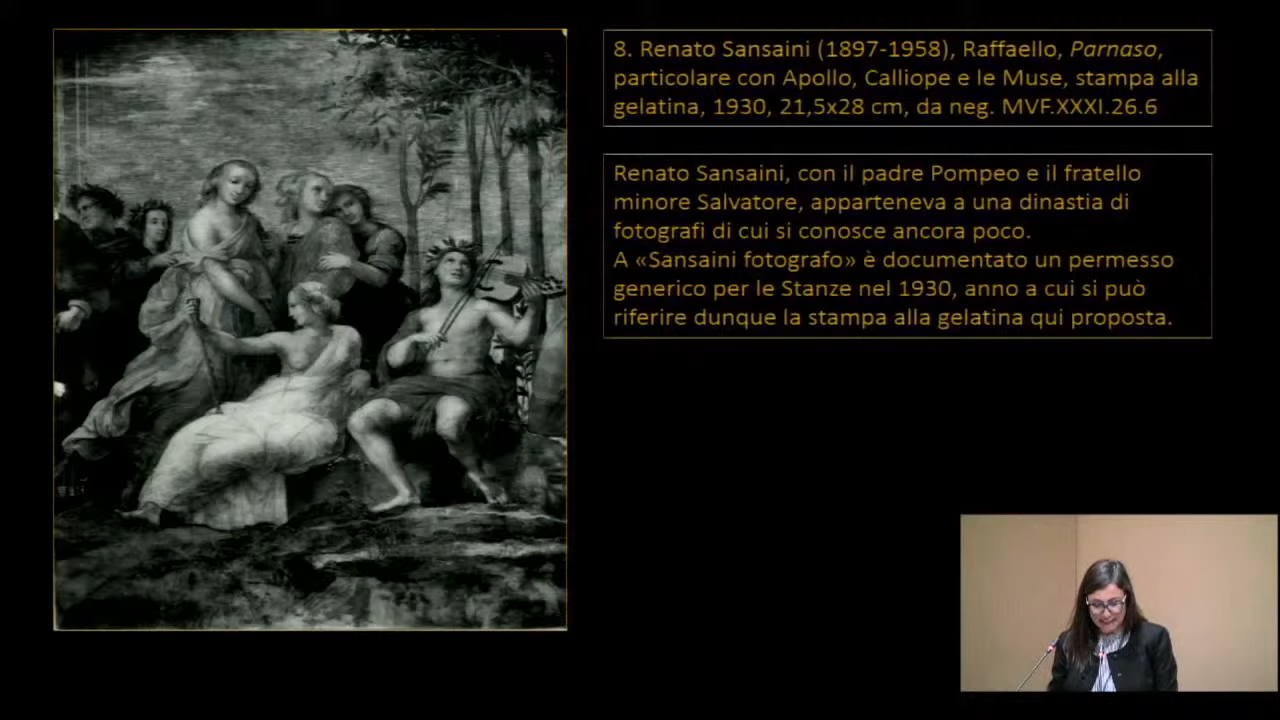 8. Renato Sansaini (1897-1958), Raffaello, Parnaso,
particolare con Apollo, Calliope e le Muse, stampa alla
gelatina, 1930, 21,5x28 cm, da neg. MVF.XXXI.26.6
Renato Sansaini, con il padre Pompeo e il fratello
minore Salvatore, apparteneva a una dinastia di
fotografi di cui si conosce ancora poco.
A «Sansaini fotografo» è documentato un permesso
generico per le Stanze nel 1930, anno a cui si può
riferire dunque la stampa alla gelatina qui proposta.